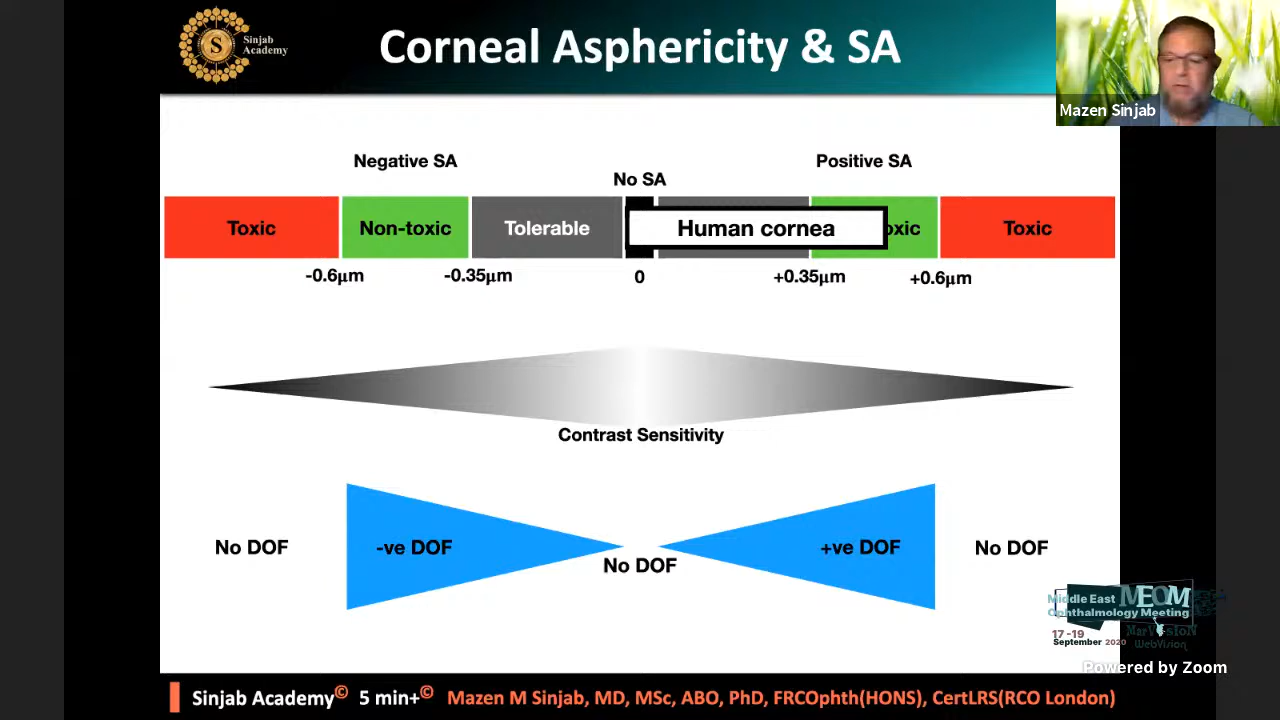 Sinjab
Academy
Corneal Asphericity & SA
Mazen Sinjab
Negative SA
Positive SA
No SA
Toxic
Non-toxic
Tolerable
Human cornea
oxic
Toxic
-0.6μm
-0.35μm
0
+0.35μm
+0.6μm
Contrast Sensitivity
No DOF
-ve DOF
No DOF
+ve DOF
No DOF
Middle East
Ophthalmology Meeting
MEOM
17-19
September 2020
MarVision
WebVision
Powered by Zoom
Sinjab Academy© 5 min+© Mazen M Sinjab, MD, MSc, ABO, PhD, FRCOphth(HONS), CertLRS(RCO London)